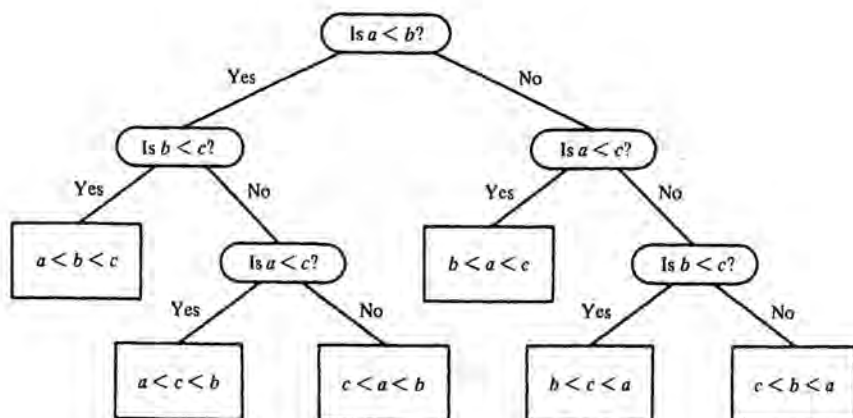 Is a < b?
Yes
No
Is b < c?
Is a < c?
Yes
No
Yes
No
a < b < c
Is a < c?
b < a < c
Is b < c?
Yes
No
Yes
No
a < c < b
c < a < b
b < c < a
c < b < a